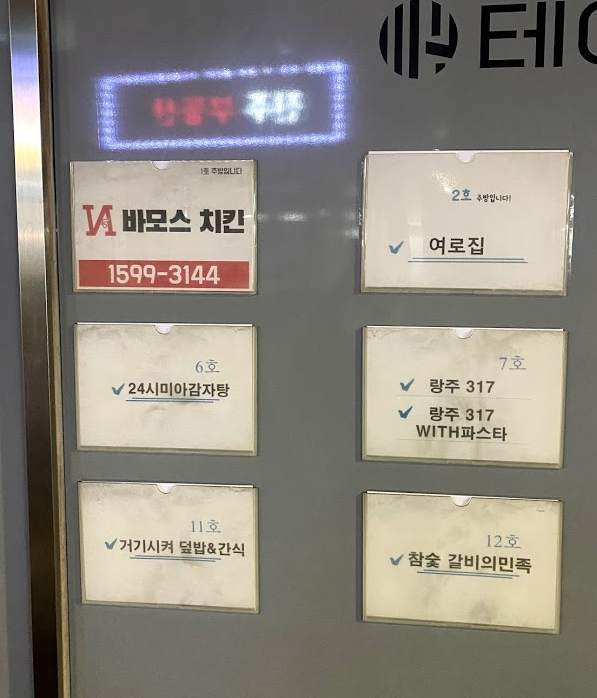 테이
1호 주방입니다
바모스 치킨
1599-3144
2호 주방입니다!
여로집
6호
24시미아감자탕
7호
랑주 317
랑주 317
WITH파스타
11호
거기시켜 덮밥&간식
12호
참숯 갈비의민족